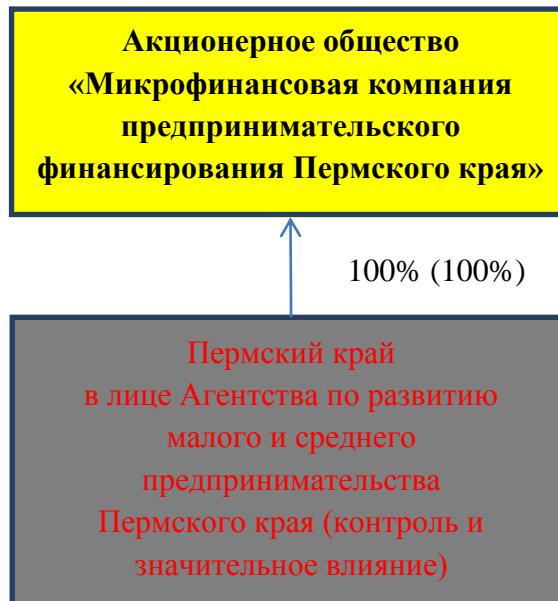 Акционерное общество
«Микрофинансовая компания
предпринимательского
финансирования Пермского края»
100% (100%)
Пермский край
в лице Агентства по развитию
малого и среднего
предпринимательства
Пермского края (контроль и
значительное влияние)